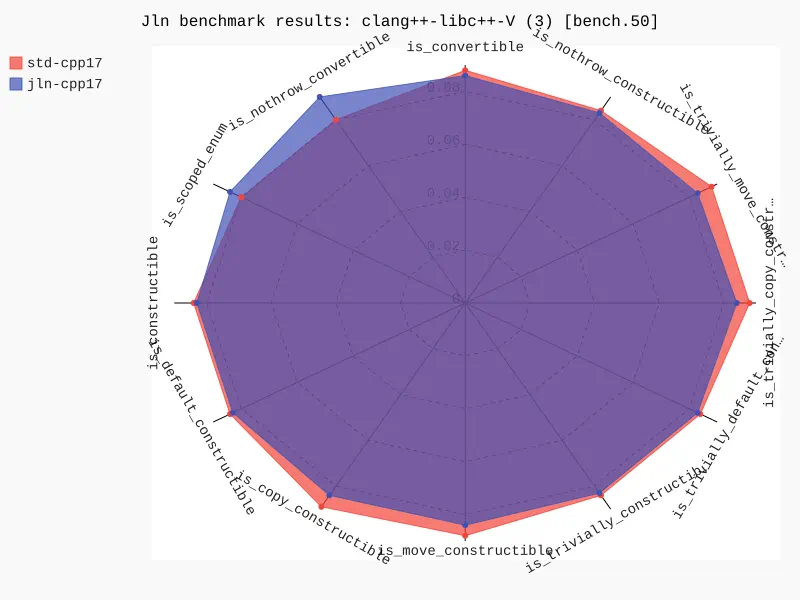 Jln benchmark results: clang++-libc++-V (3) [bench.50]
std-cpp17
jln-cpp17
is_convertible
is_nothrow_constructible
is_trivially_move_constr…
is_trivially_copy_constr…
is_trivially_default_con…
is_trivially_constructib…
is_move_constructible
is_copy_constructible
is_default_constructible
is_constructible
is_scoped_enum
is_nothrow_convertible
0.08
0.06
0.04
0.02
0